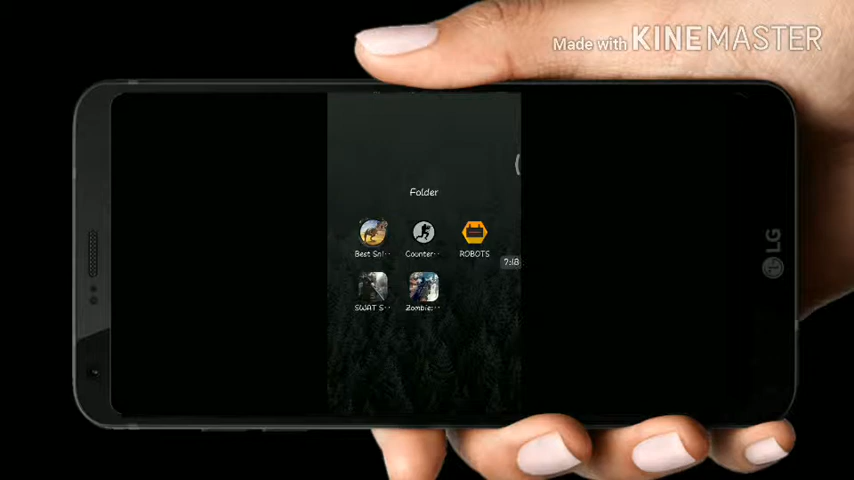 Made with KINEMASTER
Folder
Best Sni··
Counter··
ROBOTS
7:18
SWAT S··
Zombie:··
LG